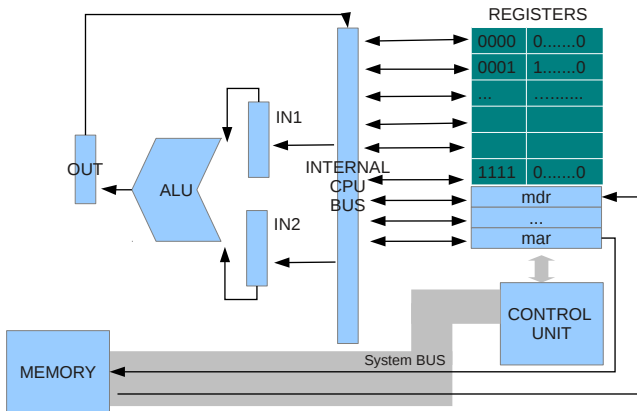 REGISTERS
0000 0.......0
0001 1.......0
... ..........
1111 0.......0
mdr
...
mar
IN1
OUT
ALU
INTERNAL
CPU
BUS
IN2
CONTROL
UNIT
System BUS
MEMORY